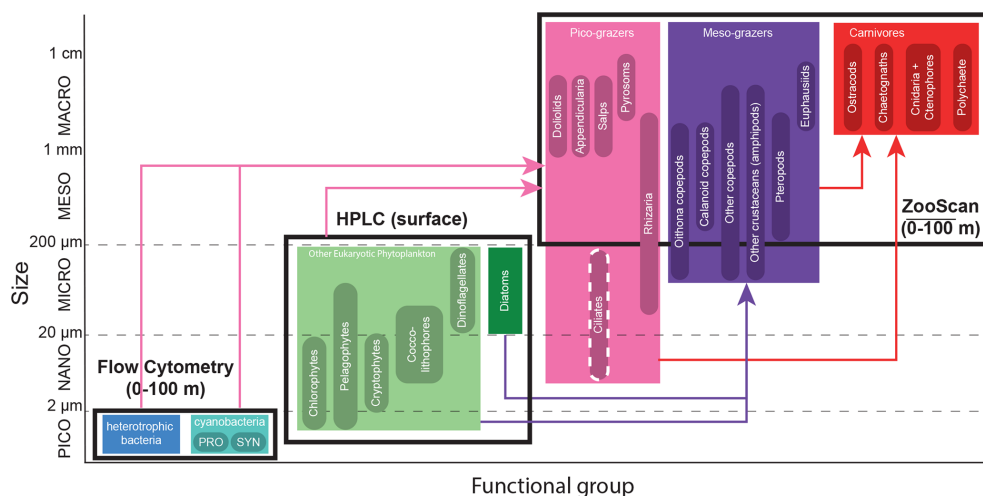 Size
1 cm
MACRO
1 mm
MESO
200 µm
MICRO
20 µm
NANO
2 µm
PICO
Flow Cytometry
(0-100 m)
heterotrophic
bacteria
cyanobacteria
PRO
SYN
HPLC (surface)
Other Eukaryotic Phytoplankton
Chlorophytes
Pelagophytes
Cryptophytes
Cocco-
lithophores
Dinoflagellates
Diatoms
Pico-grazers
Doliolids
Appendicularia
Salps
Pyrosoms
Rhizaria
Ciliates
Meso-grazers
Oithona copepods
Calanoid copepods
Other copepods
Other crustaceans (amphipods)
Pteropods
Euphausiids
Carnivores
Ostracods
Chaetognaths
Cnidaria +
Ctenophores
Polychaete
ZooScan
(0-100 m)
Functional group